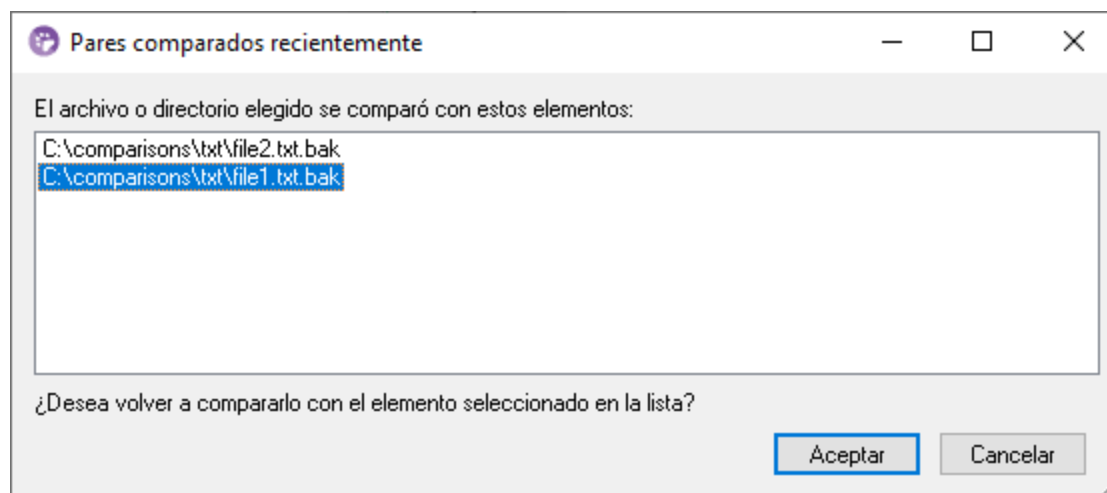 Pares comparados recientemente
El archivo o directorio elegido se comparó con estos elementos:
C:\comparisons\txt\file2.txt.bak
C:\comparisons\txt\file1.txt.bak
¿Desea volver a compararlo con el elemento seleccionado en la lista?
Aceptar Cancelar